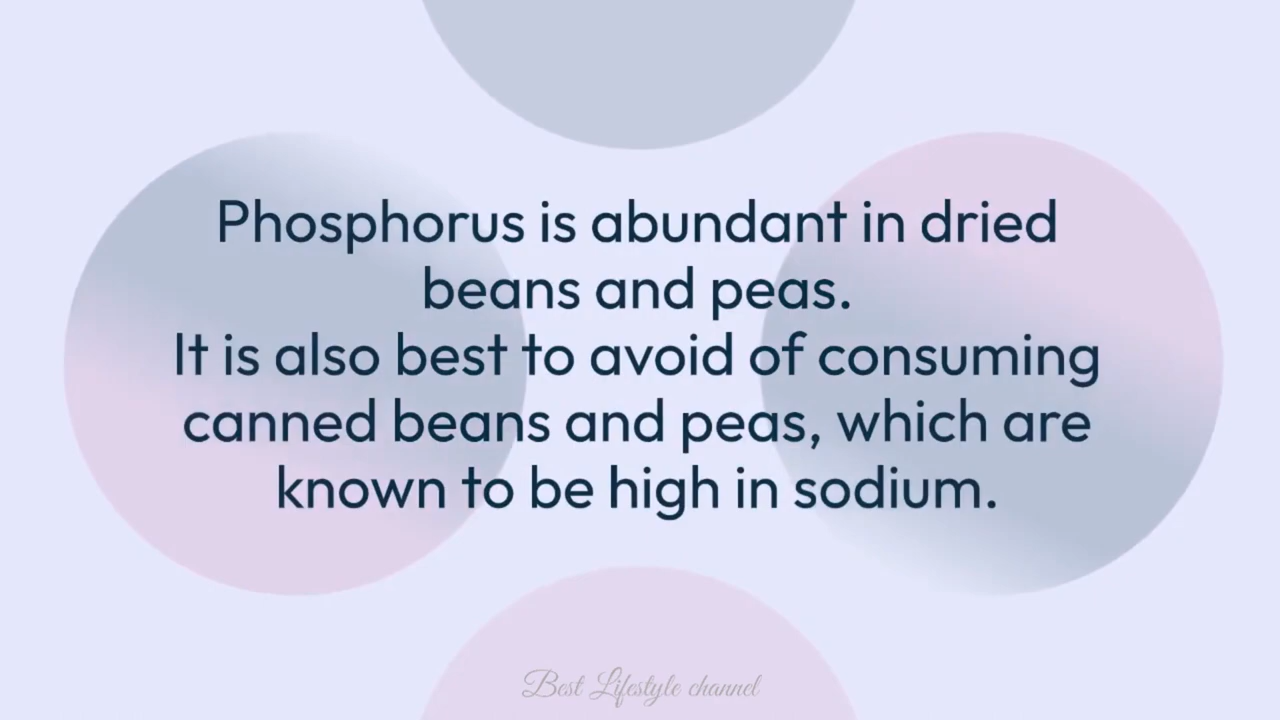 Phosphorus is abundant in dried
beans and peas.
It is also best to avoid of consuming
canned beans and peas, which are
known to be high in sodium.
Best Lifestyle channel